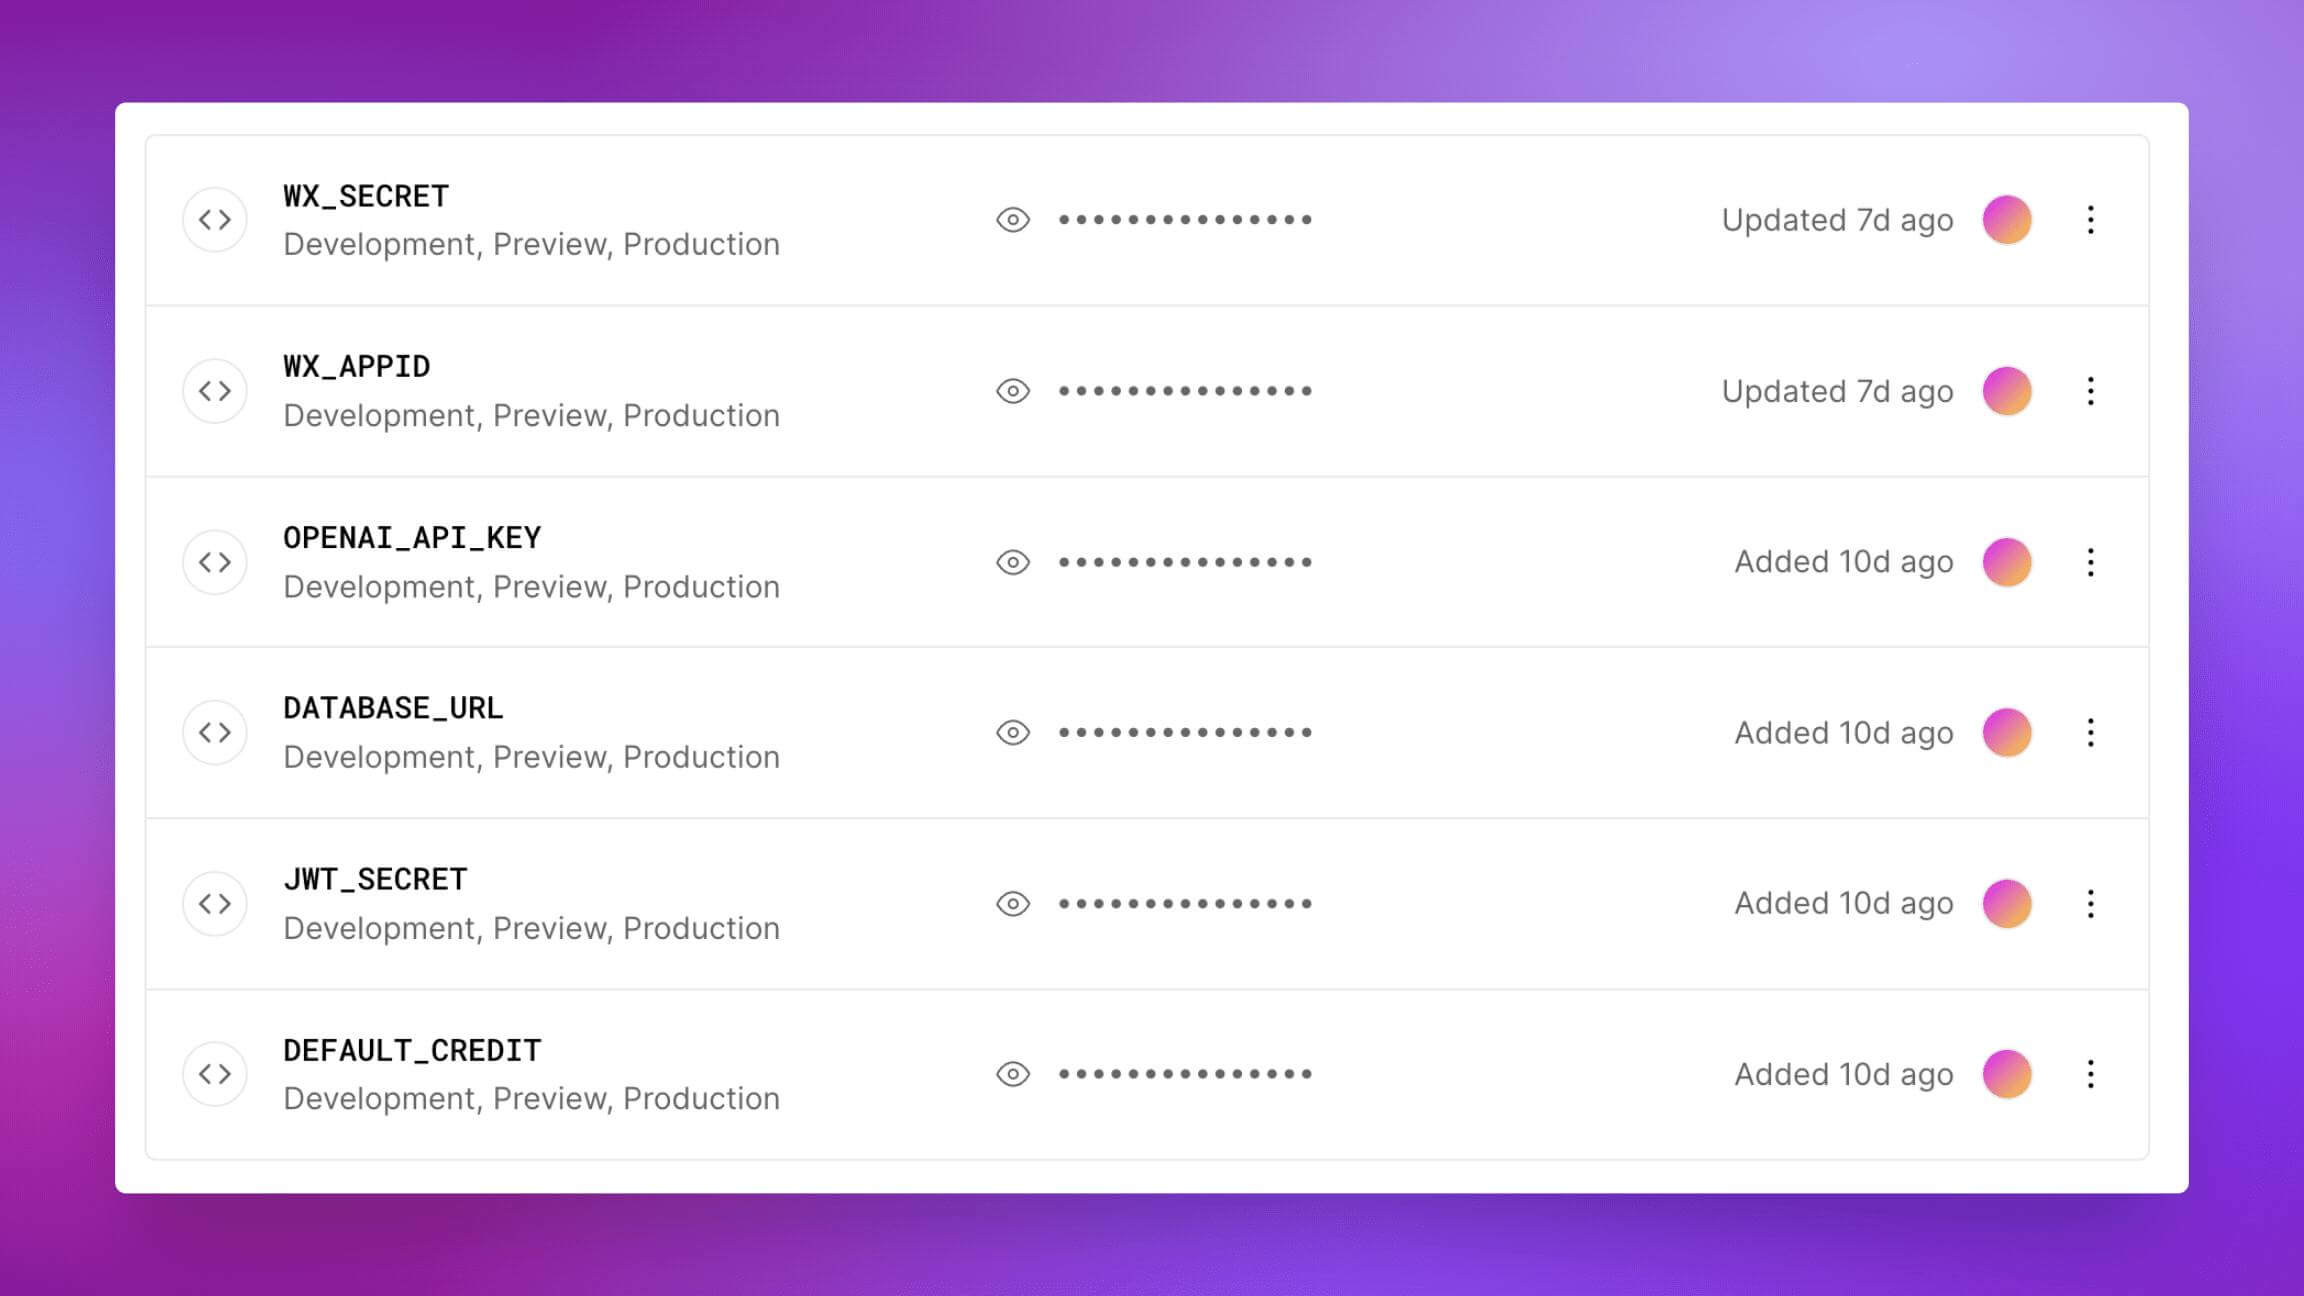 WX_SECRET
Development, Preview, Production
••••••••••••••• Updated 7d ago
WX_APPID
Development, Preview, Production
••••••••••••••• Updated 7d ago
OPENAI_API_KEY
Development, Preview, Production
••••••••••••••• Added 10d ago
DATABASE_URL
Development, Preview, Production
••••••••••••••• Added 10d ago
JWT_SECRET
Development, Preview, Production
••••••••••••••• Added 10d ago
DEFAULT_CREDIT
Development, Preview, Production
••••••••••••••• Added 10d ago